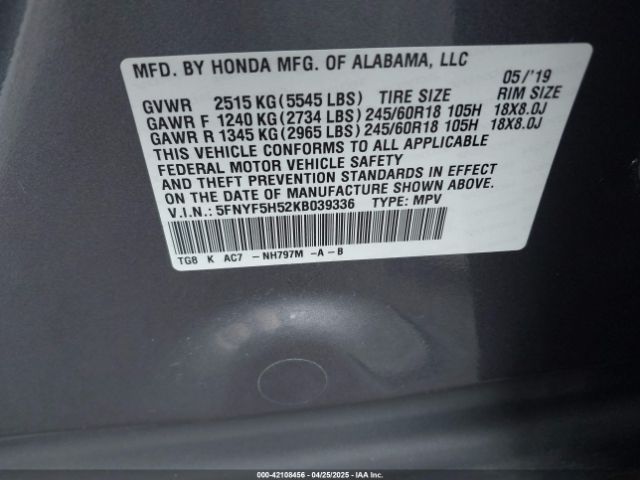 MFD. BY HONDA MFG. OF ALABAMA, LLC 05/'19
GVWR 2515 KG (5545 LBS) TIRE SIZE RIM SIZE
GAWR F 1240 KG (2734 LBS) 245/60R18 105H 18X8.0J
GAWR R 1345 KG (2965 LBS) 245/60R18 105H 18X8.0J
THIS VEHICLE CONFORMS TO ALL APPLICABLE
FEDERAL MOTOR VEHICLE SAFETY
AND THEFT PREVENTION STANDARDS IN EFFECT
ON THE DATE OF MANUFACTURE SHOWN ABOVE.
V.I.N.: 5FNYF5H52KB039336 TYPE: MPV
TG8 K AC7 - NH797M -A - B
000-42108456 - 04/25/2025 - IAA Inc.